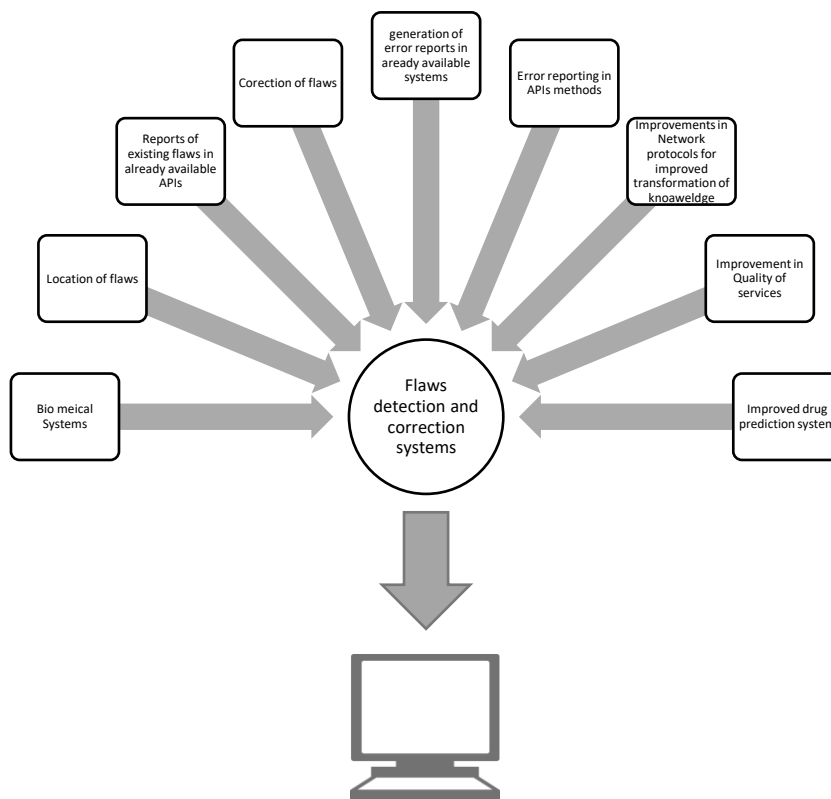 generation of
error reports in
aready available
systems
Corection of flaws
Error reporting in
APIs methods
Reports of
existing flaws in
already available
APIs
Improvements in
Network
protocols for
improved
transformation of
knoaweldge
Location of flaws
Improvement in
Quality of
services
Bio meical
Systems
Flaws
detection and
correction
systems
Improved drug
prediction system